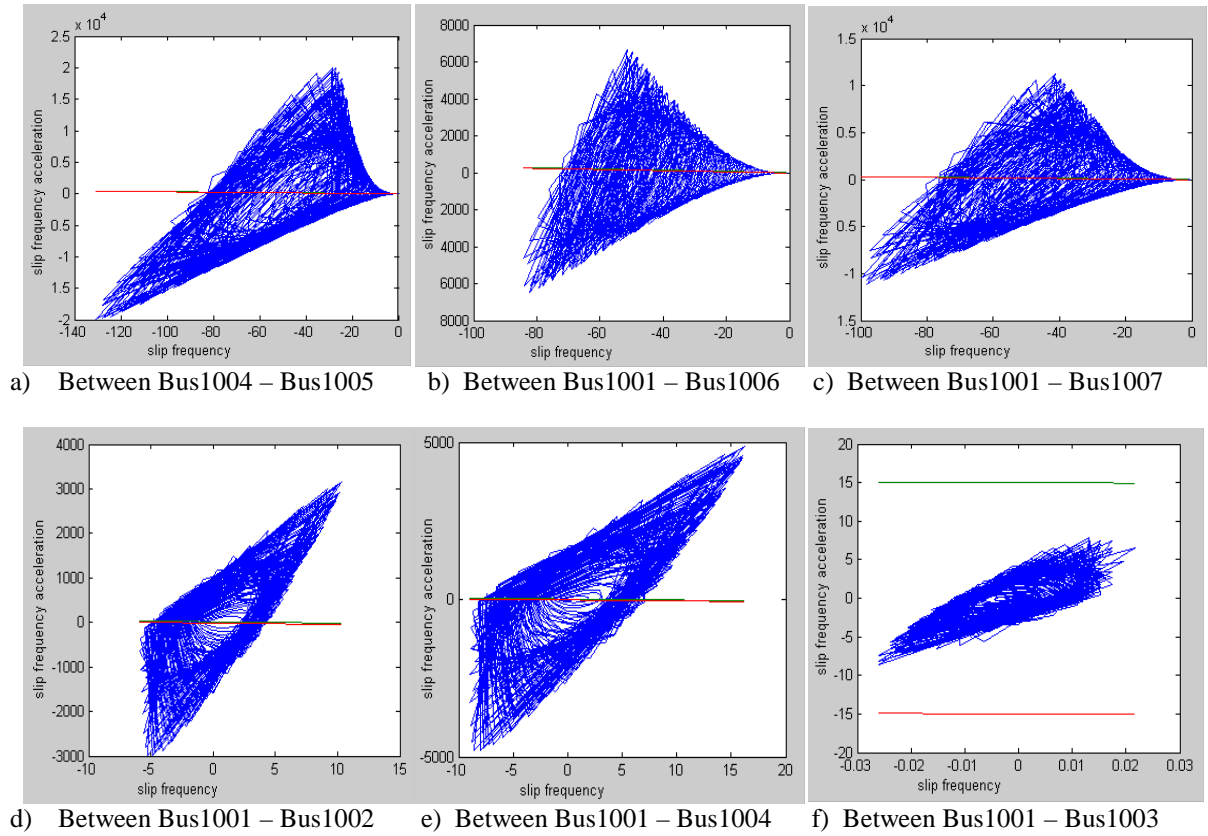 x 10^4
2.5
2
1.5
1
0.5
0
0.5
1
1.5
-2
-140 -120 -100 -80 -60 -40 -20 0
slip frequency acceleration
slip frequency
8000
6000
4000
2000
0
2000
4000
6000
8000
-100 -80 -60 -40 -20 0
slip frequency acceleration
slip frequency
x 10^4
1.5
1
0.5
0
0.5
-1
1.5
-100 -80 -60 -40 -20 0
slip frequency acceleration
slip frequency
a) Between Bus1004 – Bus1005
b) Between Bus1001 – Bus1006
c) Between Bus1001 – Bus1007
4000
3000
2000
1000
0
-1000
-2000
-3000
-10 -5 0 5 10 15
slip frequency acceleration
slip frequency
5000
0
-5000
-10 -5 0 5 10 15 20
slip frequency acceleration
slip frequency
20
15
10
5
0
-5
-10
-15
-20
-0.03 -0.02 -0.01 0 0.01 0.02 0.03
slip frequency acceleration
slip frequency
d) Between Bus1001 – Bus1002
e) Between Bus1001 – Bus1004
f) Between Bus1001 – Bus1003